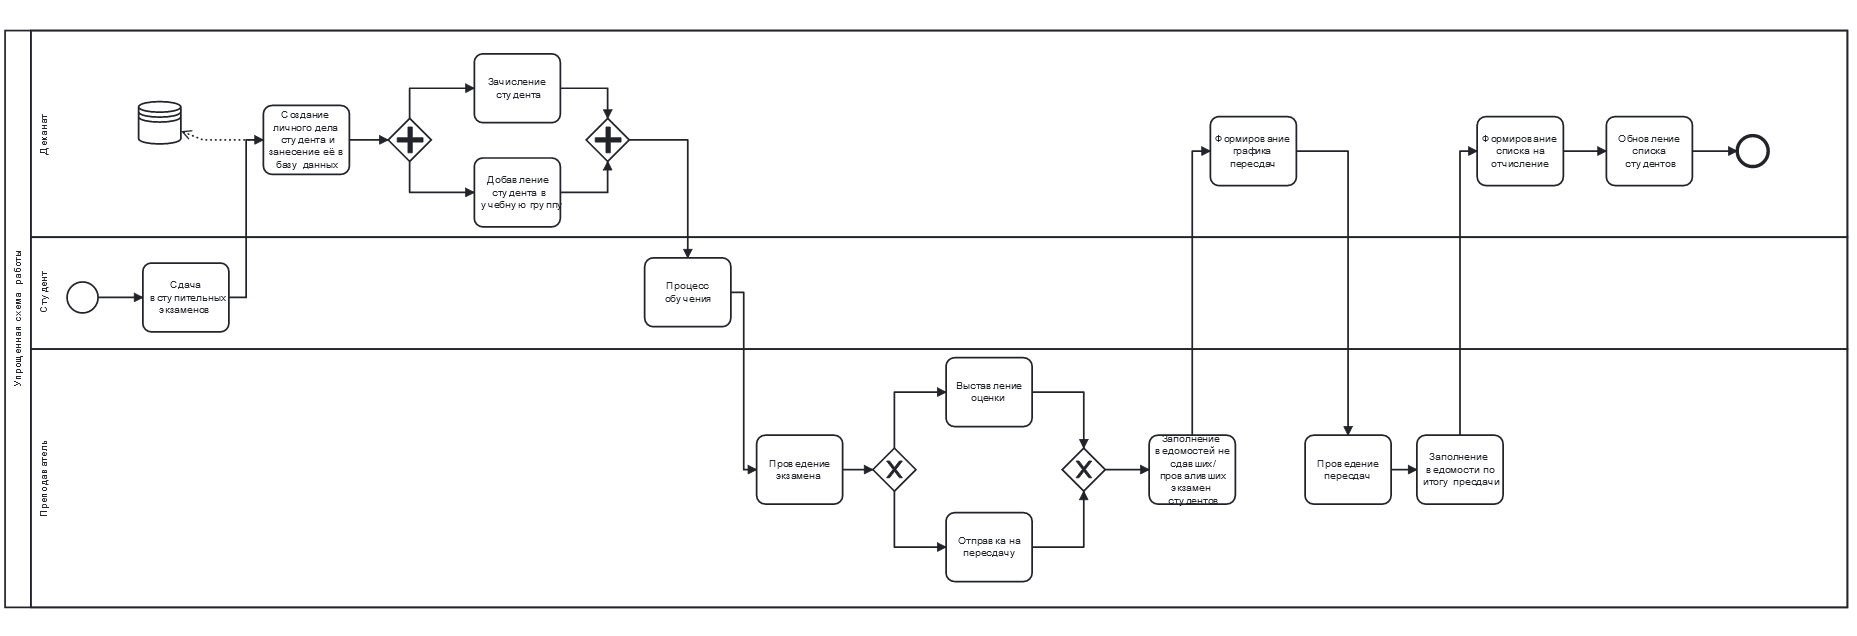 Упрощенная схема работы
Деканат
Создание
личного дела
студента и
занесение её в
базу данных
Зачисление
студента
Добавление
студента в
учебную группу
Формирование
графика
пересдач
Формирование
списка на
отчисление
Обновление
списка
студентов
Студент
Сдача
вступительных
экзаменов
Процесс
обучения
Преподаватель
Проведение
экзамена
Выставление
оценки
Отправка на
пересдачу
Заполнение
ведомостей не
сдавших/
проваливших
экзамен
студентов
Проведение
пересдач
Заполнение
ведомости по
итогу пресдачи